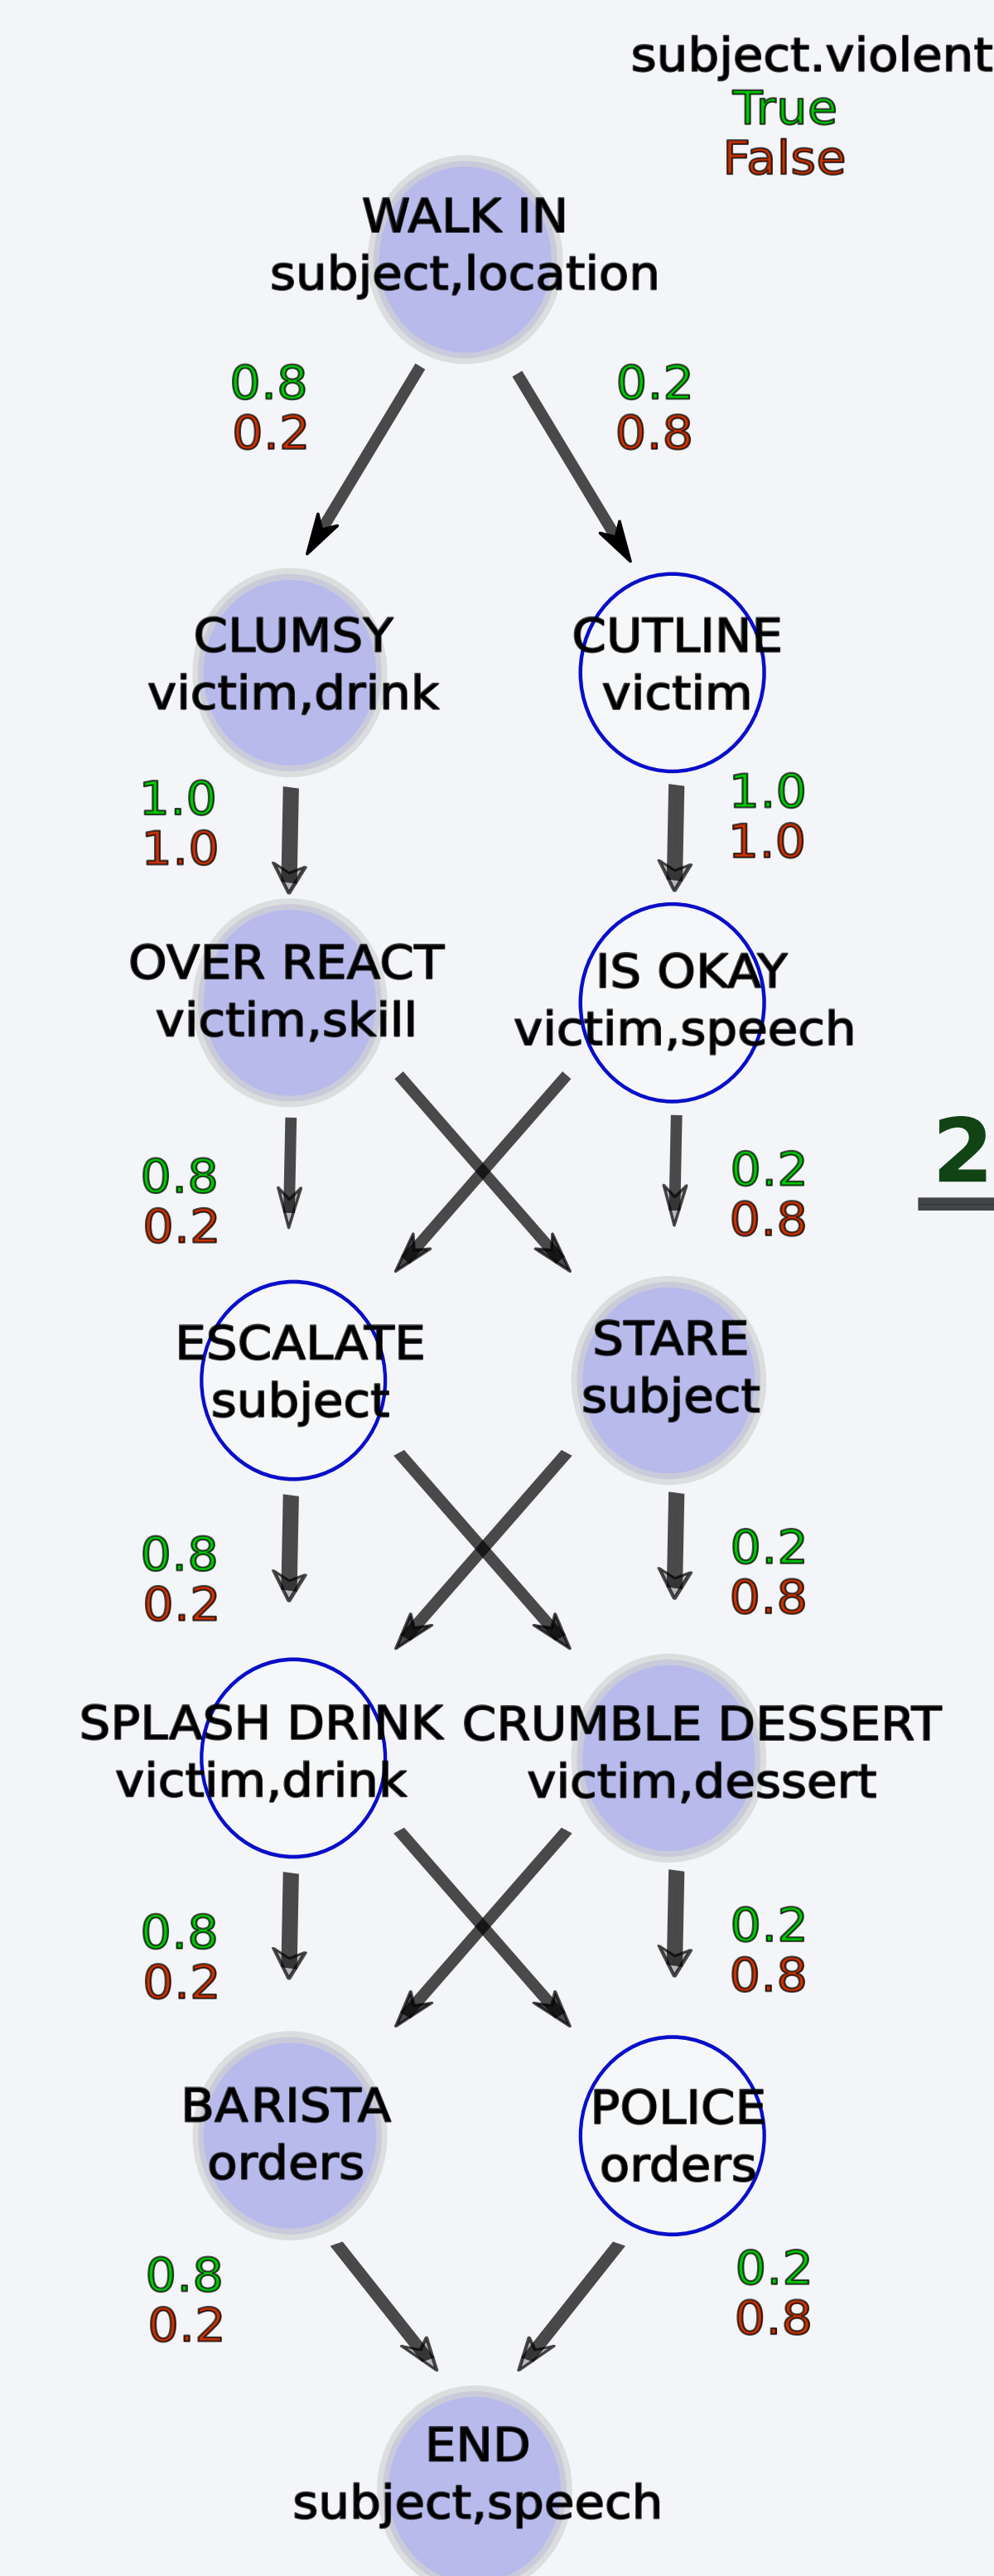 subject.violent
True
False
WALK IN
subject,location
0.8
0.2
0.2
0.8
CLUMSY
victim,drink
CUTLINE
victim
1.0
1.0
1.0
1.0
OVER REACT
victim,skill
IS OKAY
victim,speech
2
0.8
0.2
0.2
0.8
ESCALATE
subject
STARE
subject
0.8
0.2
0.2
0.8
SPLASH DRINK
victim,drink
CRUMBLE DESSERT
victim,dessert
0.8
0.2
0.2
0.8
BARISTA
orders
POLICE
orders
0.8
0.2
0.2
0.8
END
subject,speech